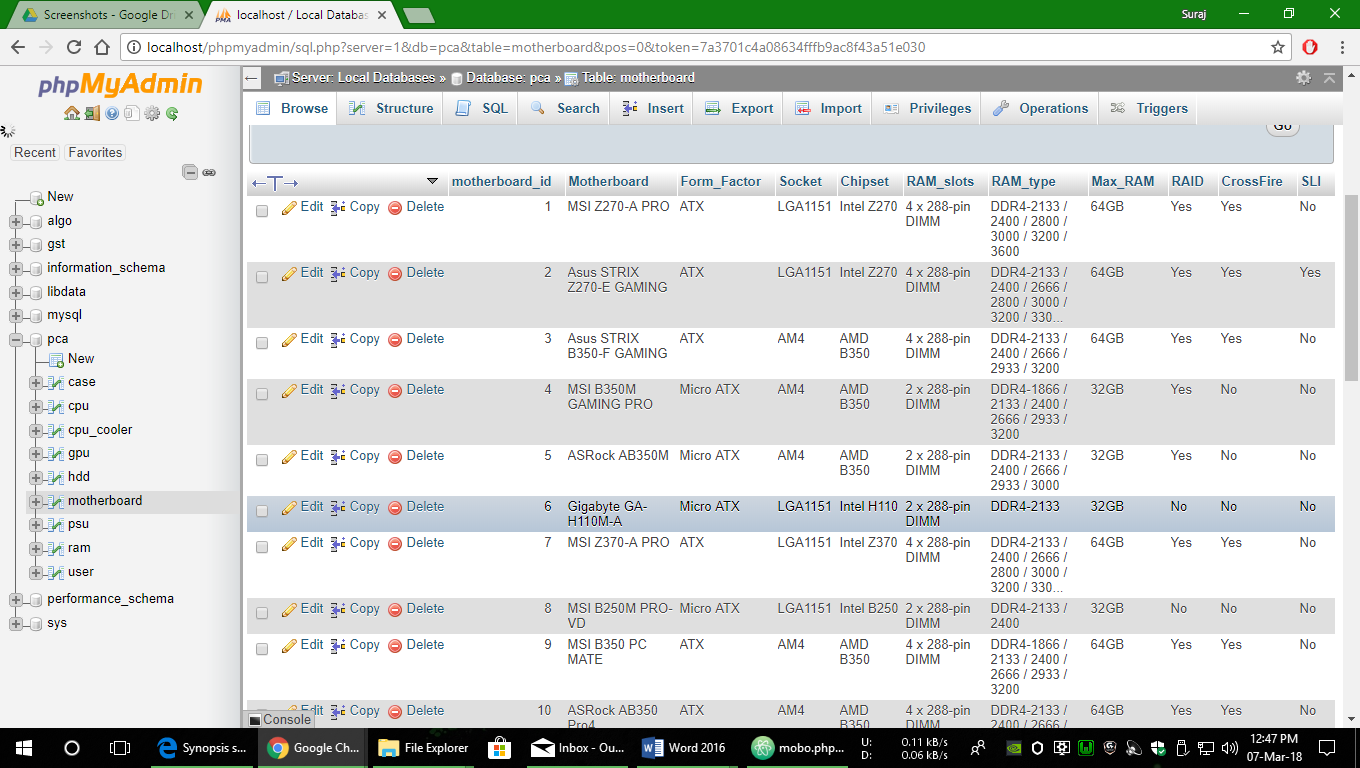 Screenshots - Google Dr
localhost / Local Databas
Suraj
localhost/phpmyadmin/sql.php?server=1&db=pca&table=motherboard&pos=0&token=7a3701c4a08634fffb9ac8f43a51e030
phpMyAdmin
Recent Favorites
New
algo
gst
information_schema
libdata
mysql
pca
New
case
cpu
cpu_cooler
gpu
hdd
motherboard
psu
ram
user
performance_schema
sys
Server: Local Databases » Database: pca » Table: motherboard
Browse Structure SQL Search Insert Export Import Privileges Operations Triggers
Go
motherboard_id Motherboard Form_Factor Socket Chipset RAM_slots RAM_type Max_RAM RAID CrossFire SLI
Edit Copy Delete 1 MSI Z270-A PRO ATX LGA1151 Intel Z270 4 x 288-pin DDR4-2133 / 64GB Yes Yes No
DIMM 2400 / 2800 /
3000 / 3200 /
3600
Edit Copy Delete 2 Asus STRIX ATX LGA1151 Intel Z270 4 x 288-pin DDR4-2133 / 64GB Yes Yes Yes
Z270-E GAMING DIMM 2400 / 2666 /
2800 / 3000 /
3200 / 330...
Edit Copy Delete 3 Asus STRIX ATX AM4 AMD 4 x 288-pin DDR4-2133 / 64GB Yes Yes No
B350-F GAMING B350 DIMM 2400 / 2666 /
2933 / 3200
Edit Copy Delete 4 MSI B350M Micro ATX AM4 AMD 2 x 288-pin DDR4-1866 / 32GB Yes No No
GAMING PRO B350 DIMM 2133 / 2400 /
2666 / 2933 /
3200
Edit Copy Delete 5 ASRock AB350M Micro ATX AM4 AMD 2 x 288-pin DDR4-2133 / 32GB Yes No No
B350 DIMM 2400 / 2666 /
2933 / 3000
Edit Copy Delete 6 Gigabyte GA- Micro ATX LGA1151 Intel H110 2 x 288-pin DDR4-2133 32GB No No No
H110M-A DIMM
Edit Copy Delete 7 MSI Z370-A PRO ATX LGA1151 Intel Z370 4 x 288-pin DDR4-2133 / 64GB Yes Yes No
DIMM 2400 / 2666 /
2800 / 3000 /
3200 / 330...
Edit Copy Delete 8 MSI B250M PRO- Micro ATX LGA1151 Intel B250 2 x 288-pin DDR4-2133 / 32GB No No No
VD DIMM 2400
Edit Copy Delete 9 MSI B350 PC ATX AM4 AMD 4 x 288-pin DDR4-1866 / 64GB Yes Yes No
MATE B350 DIMM 2133 / 2400 /
2666 / 2933 /
3200
Edit Copy Delete 10 ASRock AB350 ATX AM4 AMD 4 x 288-pin DDR4-2133 / 64GB Yes Yes No
Pro4 B350 DIMM 2400 / 2666 /
Console
Synopsis s... Google Ch... File Explorer Inbox - Ou... Word 2016 mobo.php...
U: 0.11 kB/s
D: 0.06 kB/s
12:47 PM
07-Mar-18